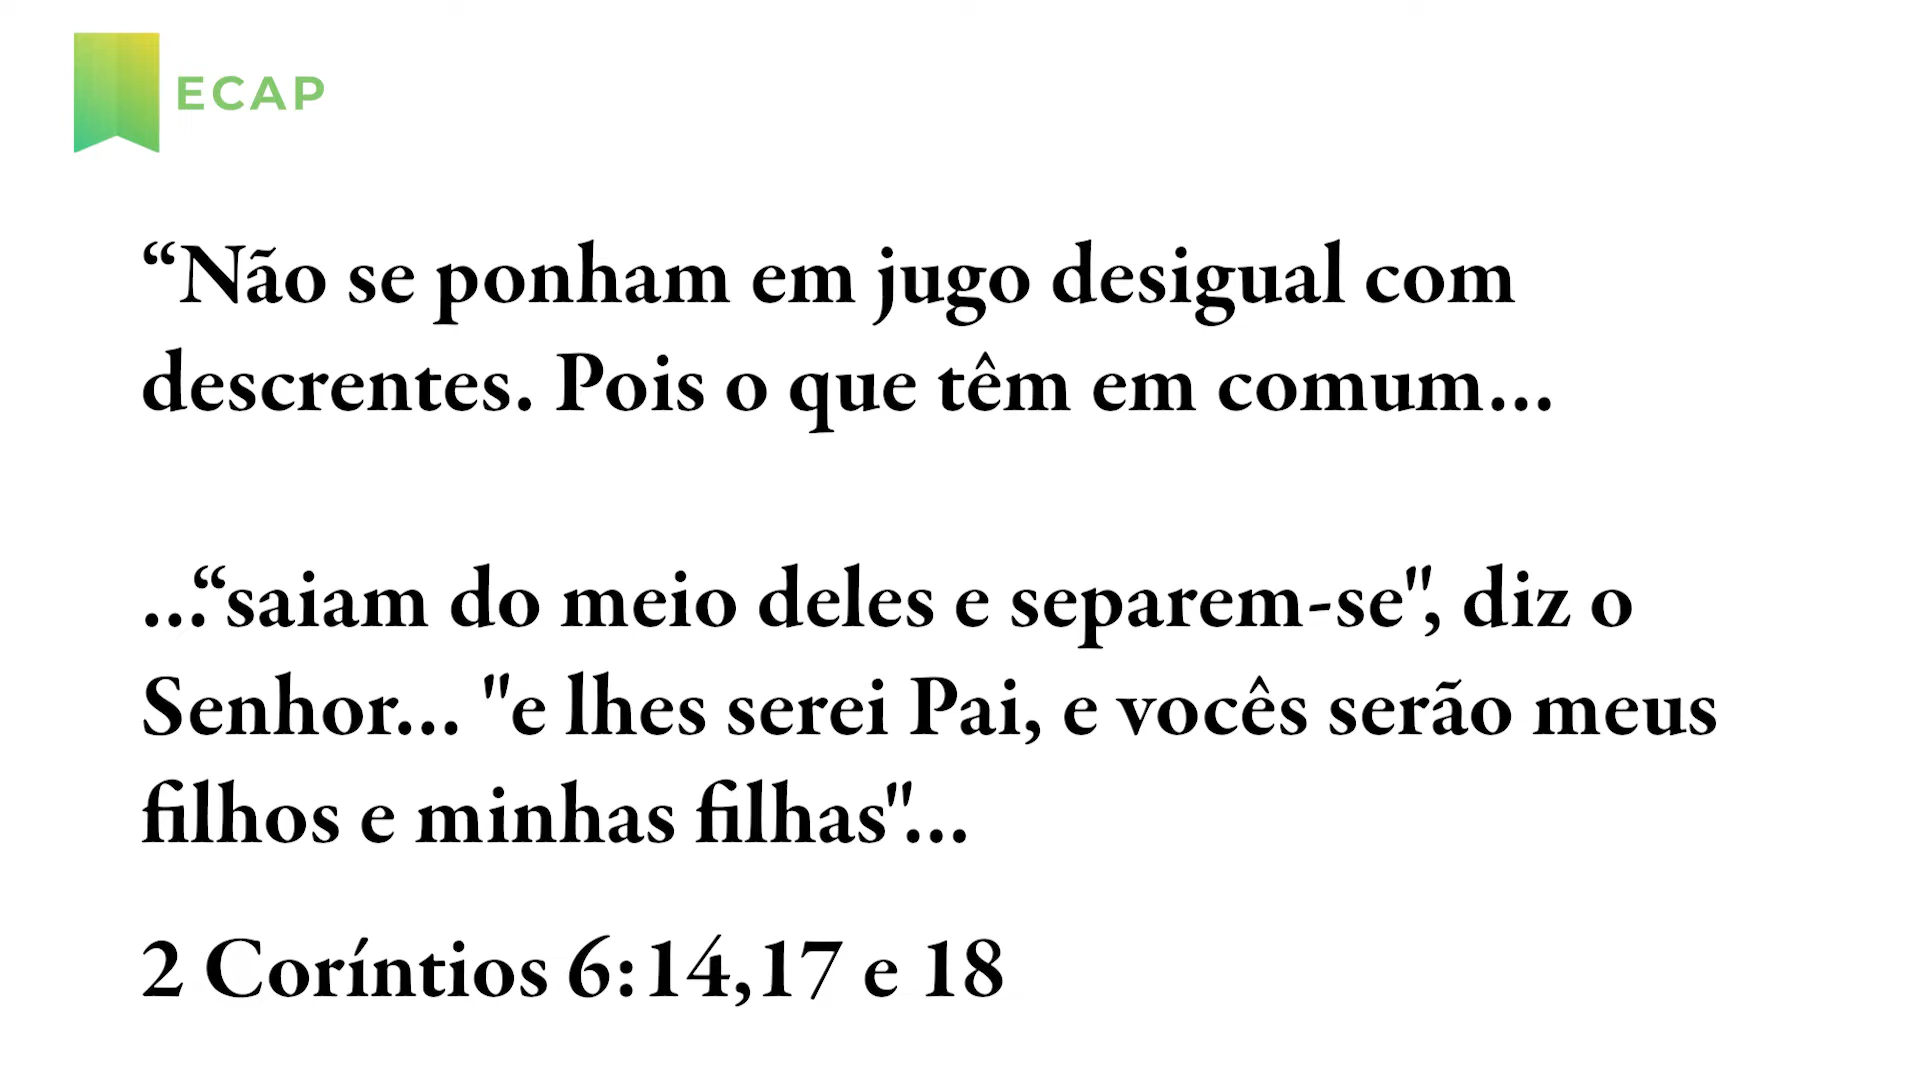 ECAP
“Não se ponham em jugo desigual com
descrentes. Pois o que têm em comum...
...“saiam do meio deles e separem-se", diz o
Senhor... "e lhes serei Pai, e vocês serão meus
filhos e minhas filhas"...
2 Coríntios 6:14,17 e 18